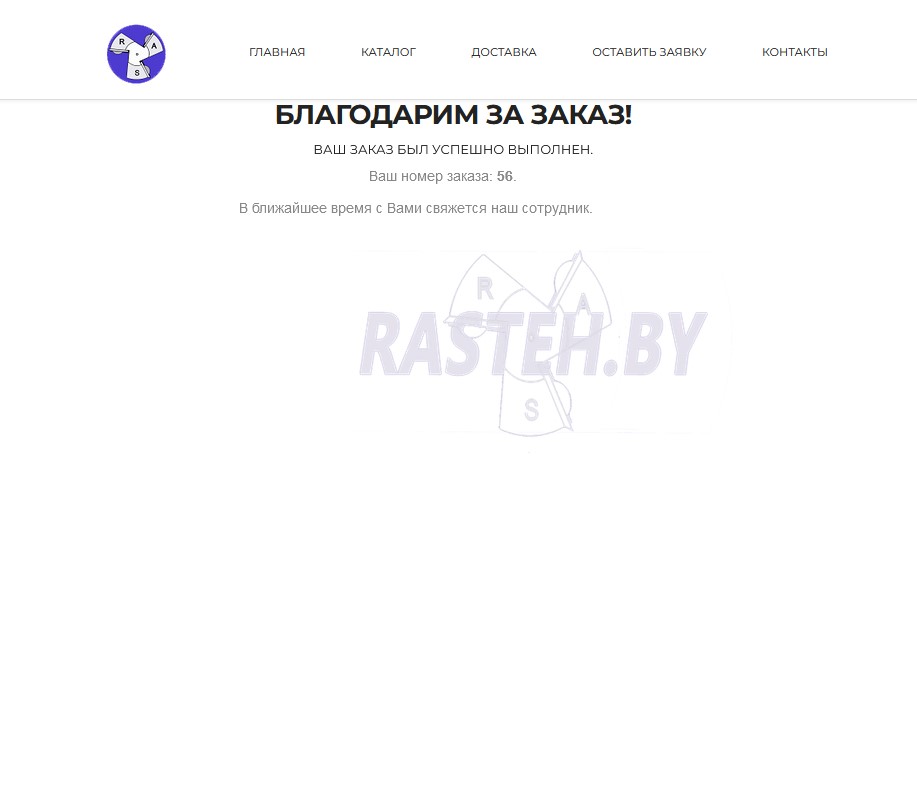 R A S
ГЛАВНАЯ КАТАЛОГ ДОСТАВКА ОСТАВИТЬ ЗАЯВКУ КОНТАКТЫ
БЛАГОДАРИМ ЗА ЗАКАЗ!
ВАШ ЗАКАЗ БЫЛ УСПЕШНО ВЫПОЛНЕН.
Ваш номер заказа: 56.
В ближайшее время с Вами свяжется наш сотрудник.
R A
RASTEH.BY
S